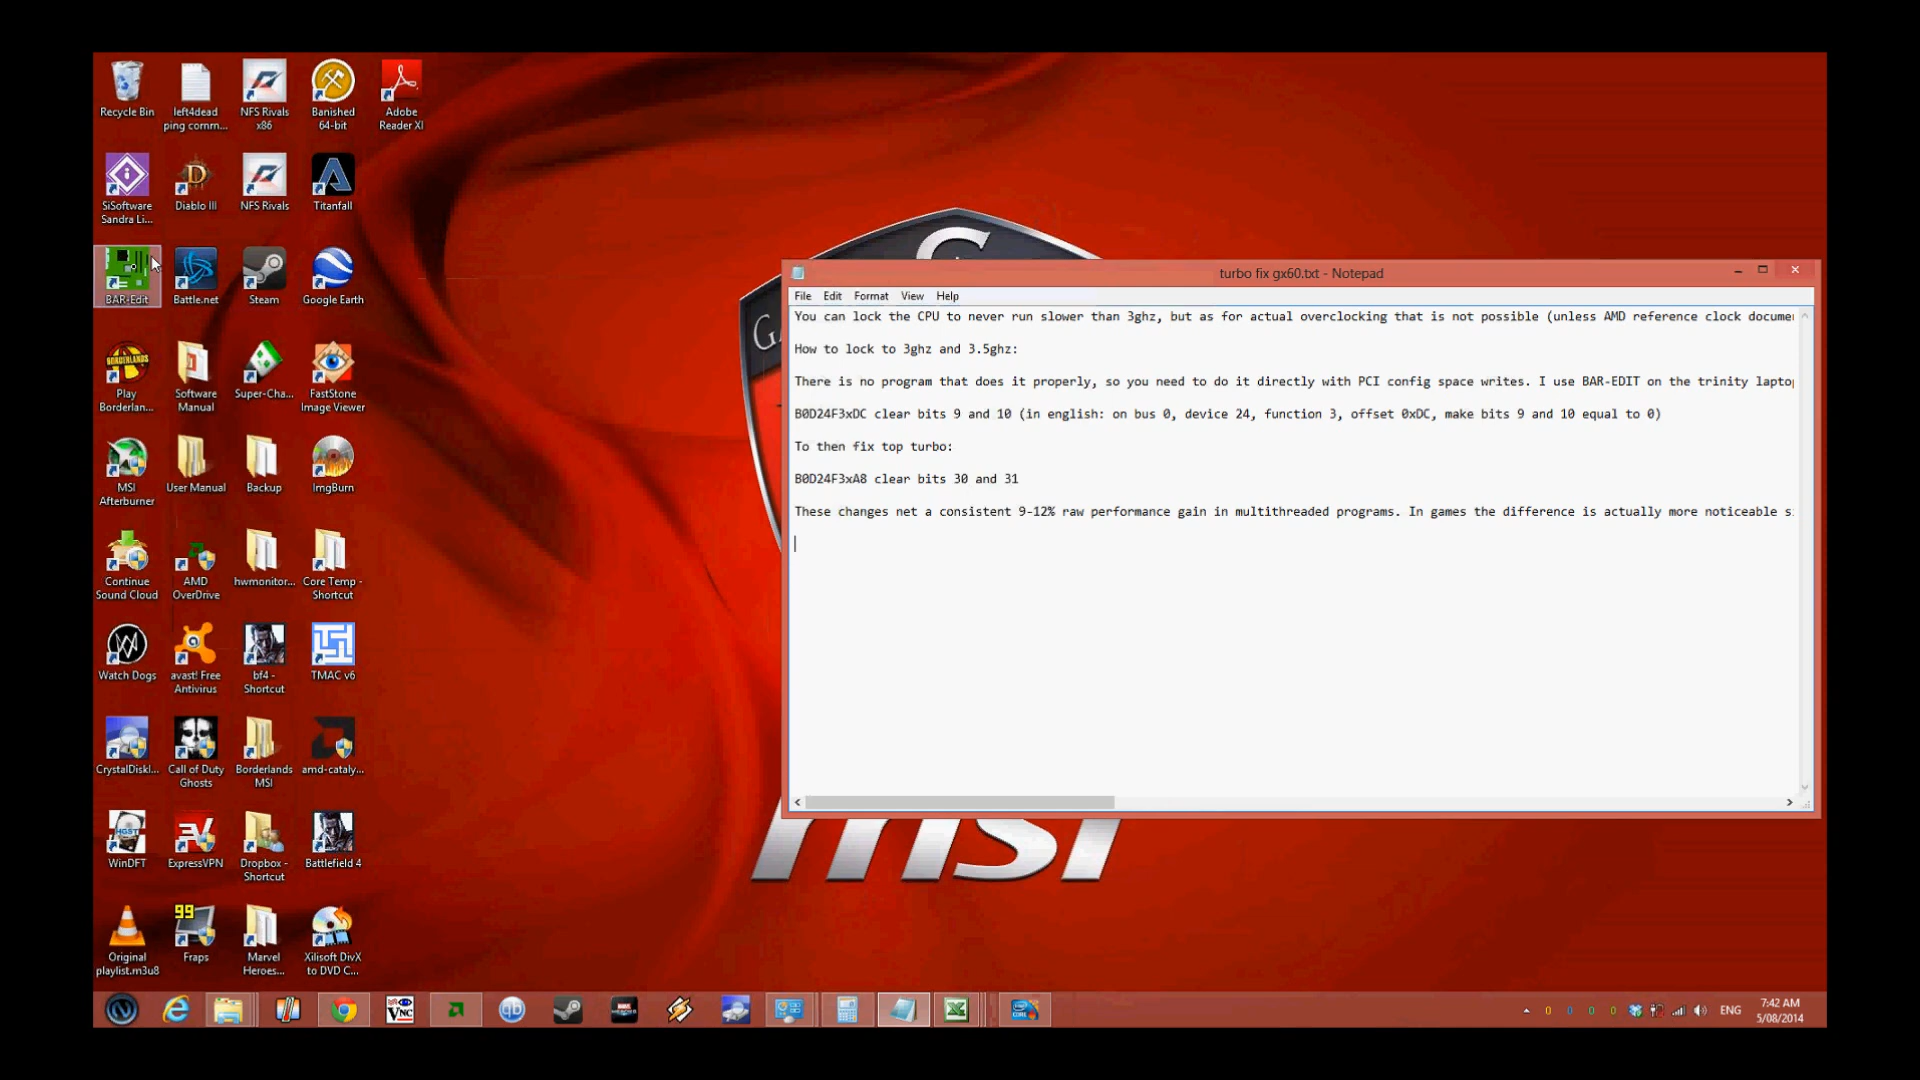 Recycle Bin
left4dead
ping comm...
NFS Rivals
x86
Banished
64-bit
Adobe
Reader XI
SiSoftware
Sandra Li...
Diablo III
NFS Rivals
Titanfall
BAR-Edit
Battle.net
Steam
Google Earth
Play
Borderlan...
Software
Manual
Super-Cha...
FastStone
Image Viewer
MSI
Afterburner
User Manual
Backup
ImgBurn
Continue
Sound Cloud
AMD
OverDrive
hwmonitor...
Core Temp -
Shortcut
Watch Dogs
avast! Free
Antivirus
bf4 -
Shortcut
TMAC v6
CrystalDiskI...
Call of Duty
Ghosts
Borderlands
MSI
amd-cataly...
WinDFT
ExpressVPN
Dropbox -
Shortcut
Battlefield 4
Original
playlist.m3u8
99
Fraps
Marvel
Heroes...
Xilisoft DivX
to DVD C...
turbo fix gx60.txt - Notepad
File Edit Format View Help
You can lock the CPU to never run slower than 3ghz, but as for actual overclocking that is not possible (unless AMD reference clock docume
How to lock to 3ghz and 3.5ghz:
There is no program that does it properly, so you need to do it directly with PCI config space writes. I use BAR-EDIT on the trinity lapto
B0D24F3xDC clear bits 9 and 10 (in english: on bus 0, device 24, function 3, offset 0xDC, make bits 9 and 10 equal to 0)
To then fix top turbo:
B0D24F3xA8 clear bits 30 and 31
These changes net a consistent 9-12% raw performance gain in multithreaded programs. In games the difference is actually more noticeable s
msi
VNC
qb
0 0 0 0
ENG
7:42 AM
5/08/2014